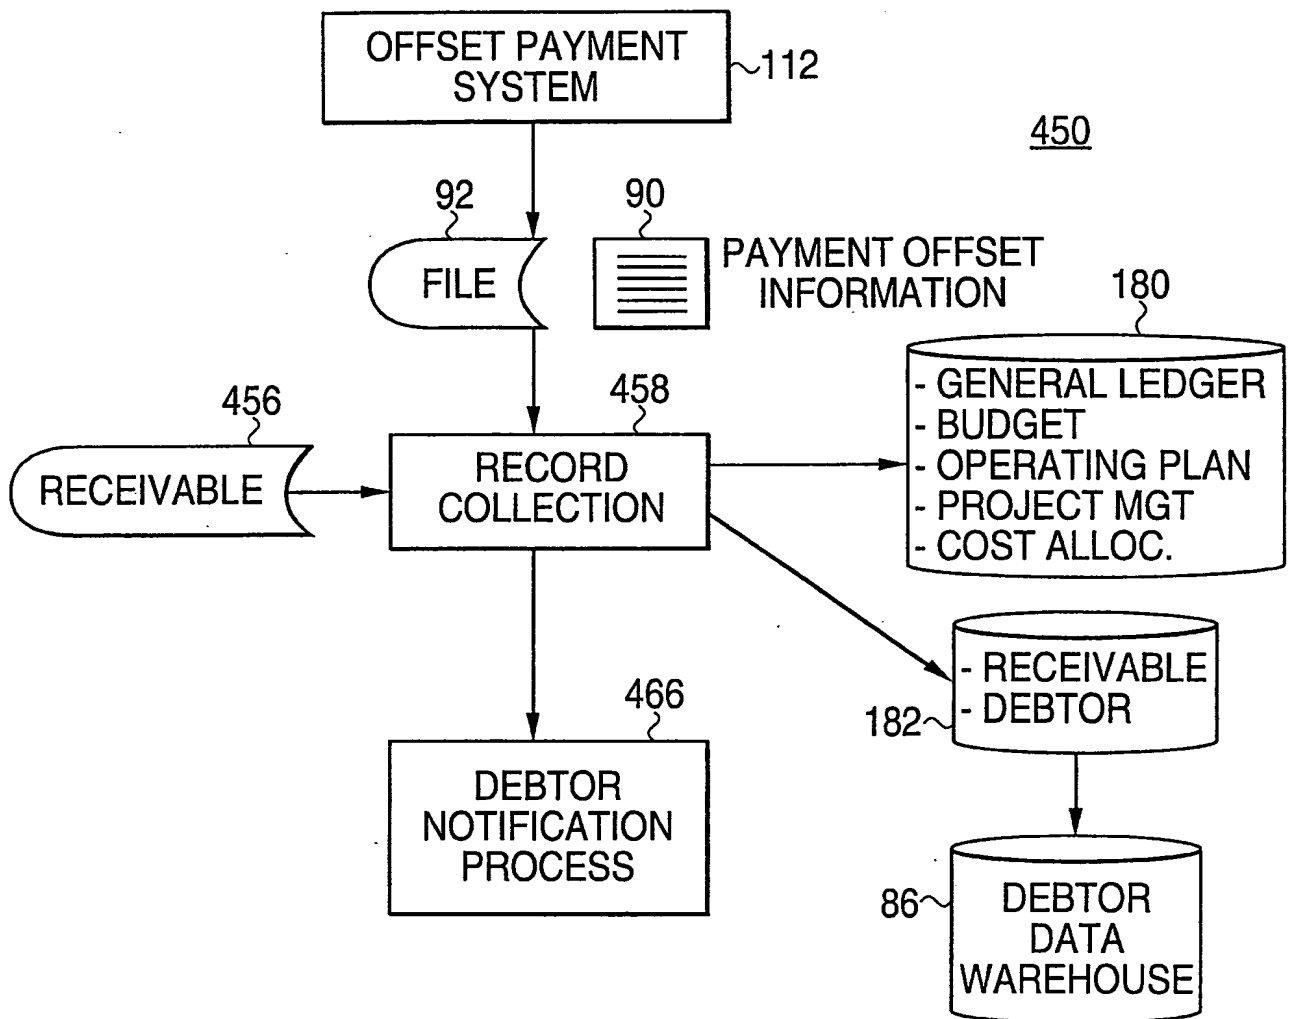 OFFSET PAYMENT
SYSTEM
112
450
92
90
FILE
PAYMENT OFFSET
INFORMATION
180
- GENERAL LEDGER
- BUDGET
- OPERATING PLAN
- PROJECT MGT
- COST ALLOC.
456
458
RECEIVABLE
RECORD
COLLECTION
- RECEIVABLE
- DEBTOR
182
466
DEBTOR
NOTIFICATION
PROCESS
86
DEBTOR
DATA
WAREHOUSE